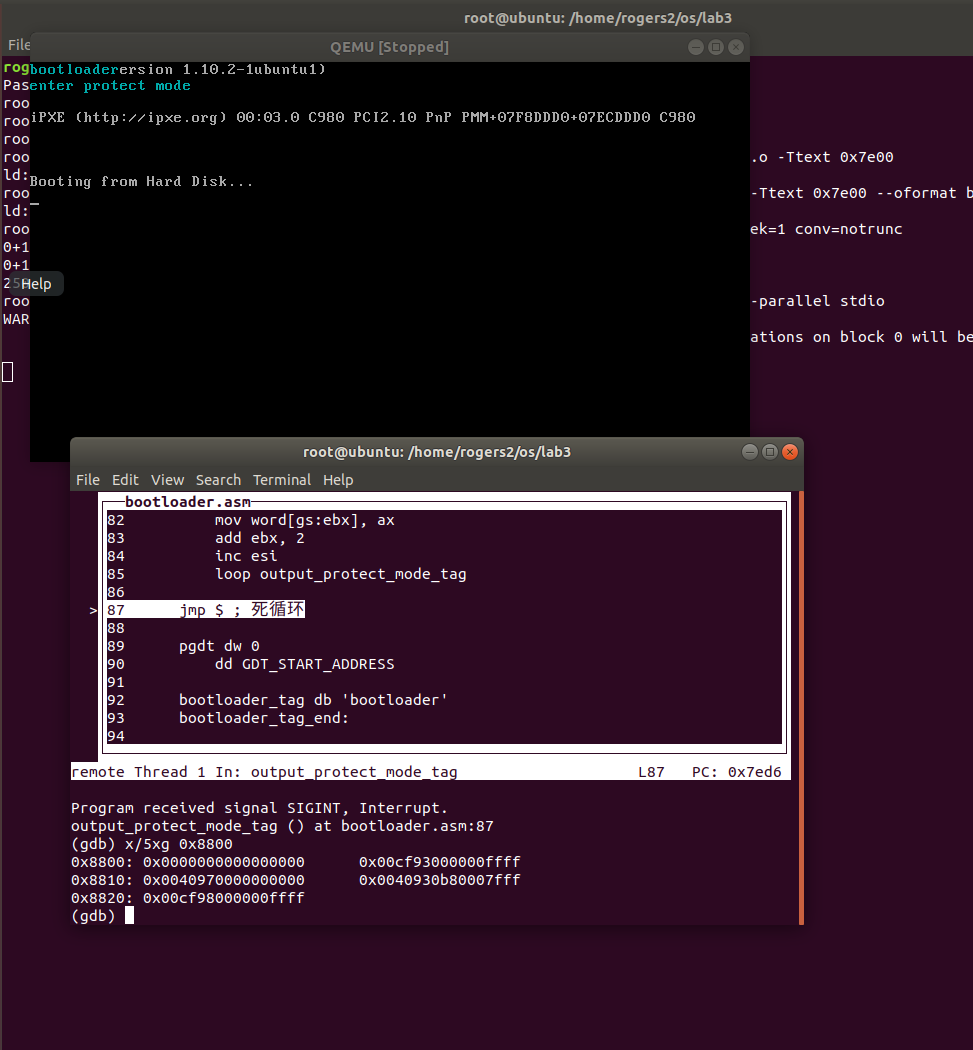 root@ubuntu: /home/rogers2/os/lab3
File
QEMU [Stopped]
rog
bootloaderersion 1.10.2-1ubuntu1)
Pas
enter protect mode
roo
roo
iPXE (http://ipxe.org) 00:03.0 C980 PCI2.10 PnP PMM+07F8DDD0+07ECDDD0 C980
roo
roo
.o -Ttext 0x7e00
ld:
Booting from Hard Disk...
roo
-Ttext 0x7e00 --oformat b
ld:
roo
ek=1 conv=notrunc
0+1
0+1
Help
roo
-parallel stdio
WAR
ations on block 0 will be
root@ubuntu: /home/rogers2/os/lab3
File Edit View Search Terminal Help
bootloader.asm
82 mov word[gs:ebx], ax
83 add ebx, 2
84 inc esi
85 loop output_protect_mode_tag
86
>87 jmp $ ; 死循环
88
89 pgdt dw 0
90 dd GDT_START_ADDRESS
91
92 bootloader_tag db 'bootloader'
93 bootloader_tag_end:
94
remote Thread 1 In: output_protect_mode_tag L87 PC: 0x7ed6
Program received signal SIGINT, Interrupt.
output_protect_mode_tag () at bootloader.asm:87
(gdb) x/5xg 0x8800
0x8800: 0x0000000000000000 0x00cf93000000ffff
0x8810: 0x0040970000000000 0x0040930b80007fff
0x8820: 0x00cf98000000ffff
(gdb)